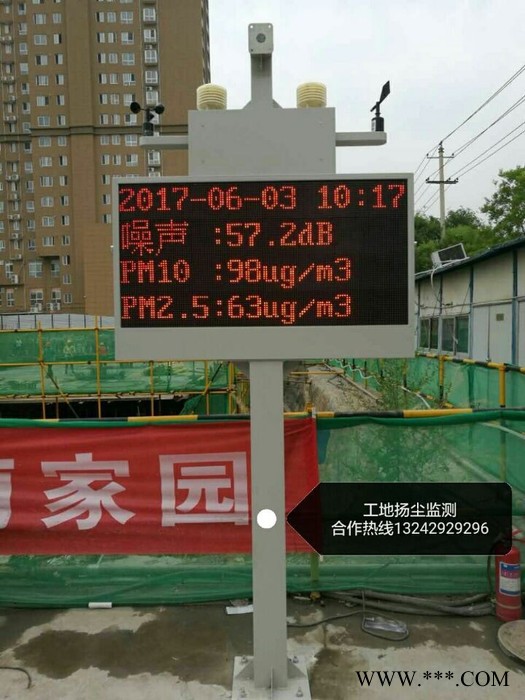 2017-06-03 10:17
噪声 :57.2dB
PM10 :98ug/m3
PM2.5:63ug/m3
家园
工地扬尘监测
合作热线13242929296
WWW.***.COM